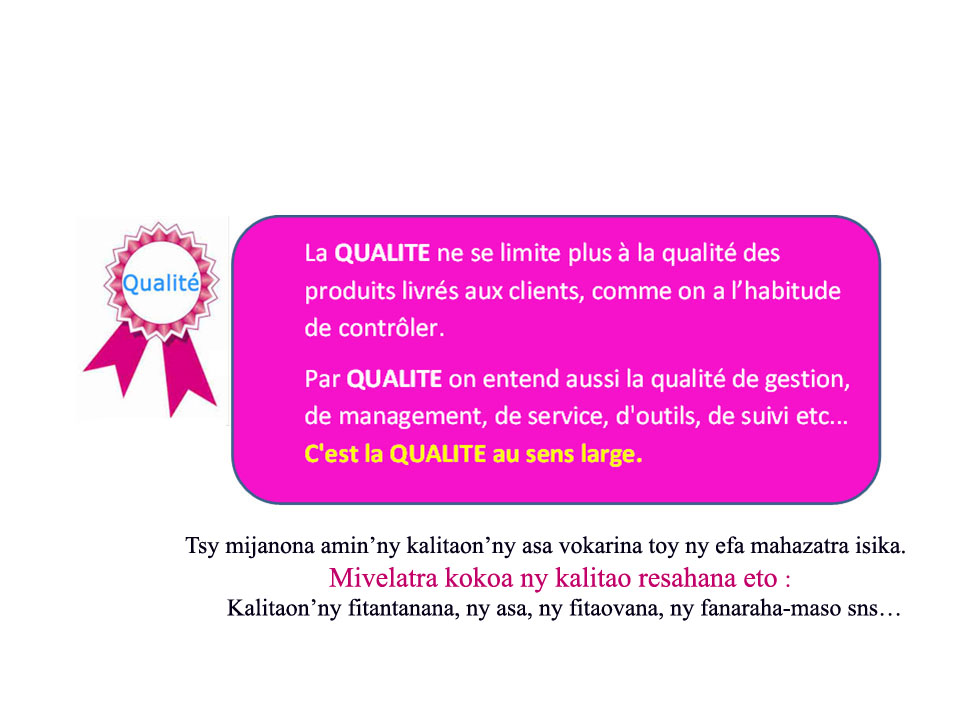 Qualité
La QUALITE ne se limite plus à la qualité des
produits livrés aux clients, comme on a l’habitude
de contrôler.
Par QUALITE on entend aussi la qualité de gestion,
de management, de service, d'outils, de suivi etc...
C'est la QUALITE au sens large.
Tsy mijanona amin’ny kalitaon’ny asa vokarina toy ny efa mahazatra isika.
Mivelatra kokoa ny kalitao resahana eto :
Kalitaon’ny fitantanana, ny asa, ny fitaovana, ny fanaraha-maso sns…